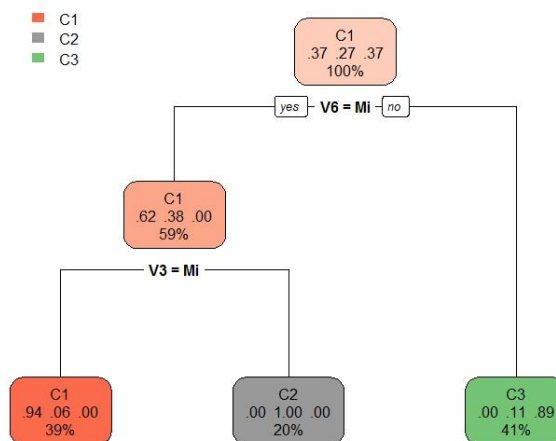 C1
C2
C3
C1
.37 .27 .37
100%
yes V6 = Mi no
C1
.62 .38 .00
59%
V3 = Mi
C1
.94 .06 .00
39%
C2
.00 1.00 .00
20%
C3
.00 .11 .89
41%